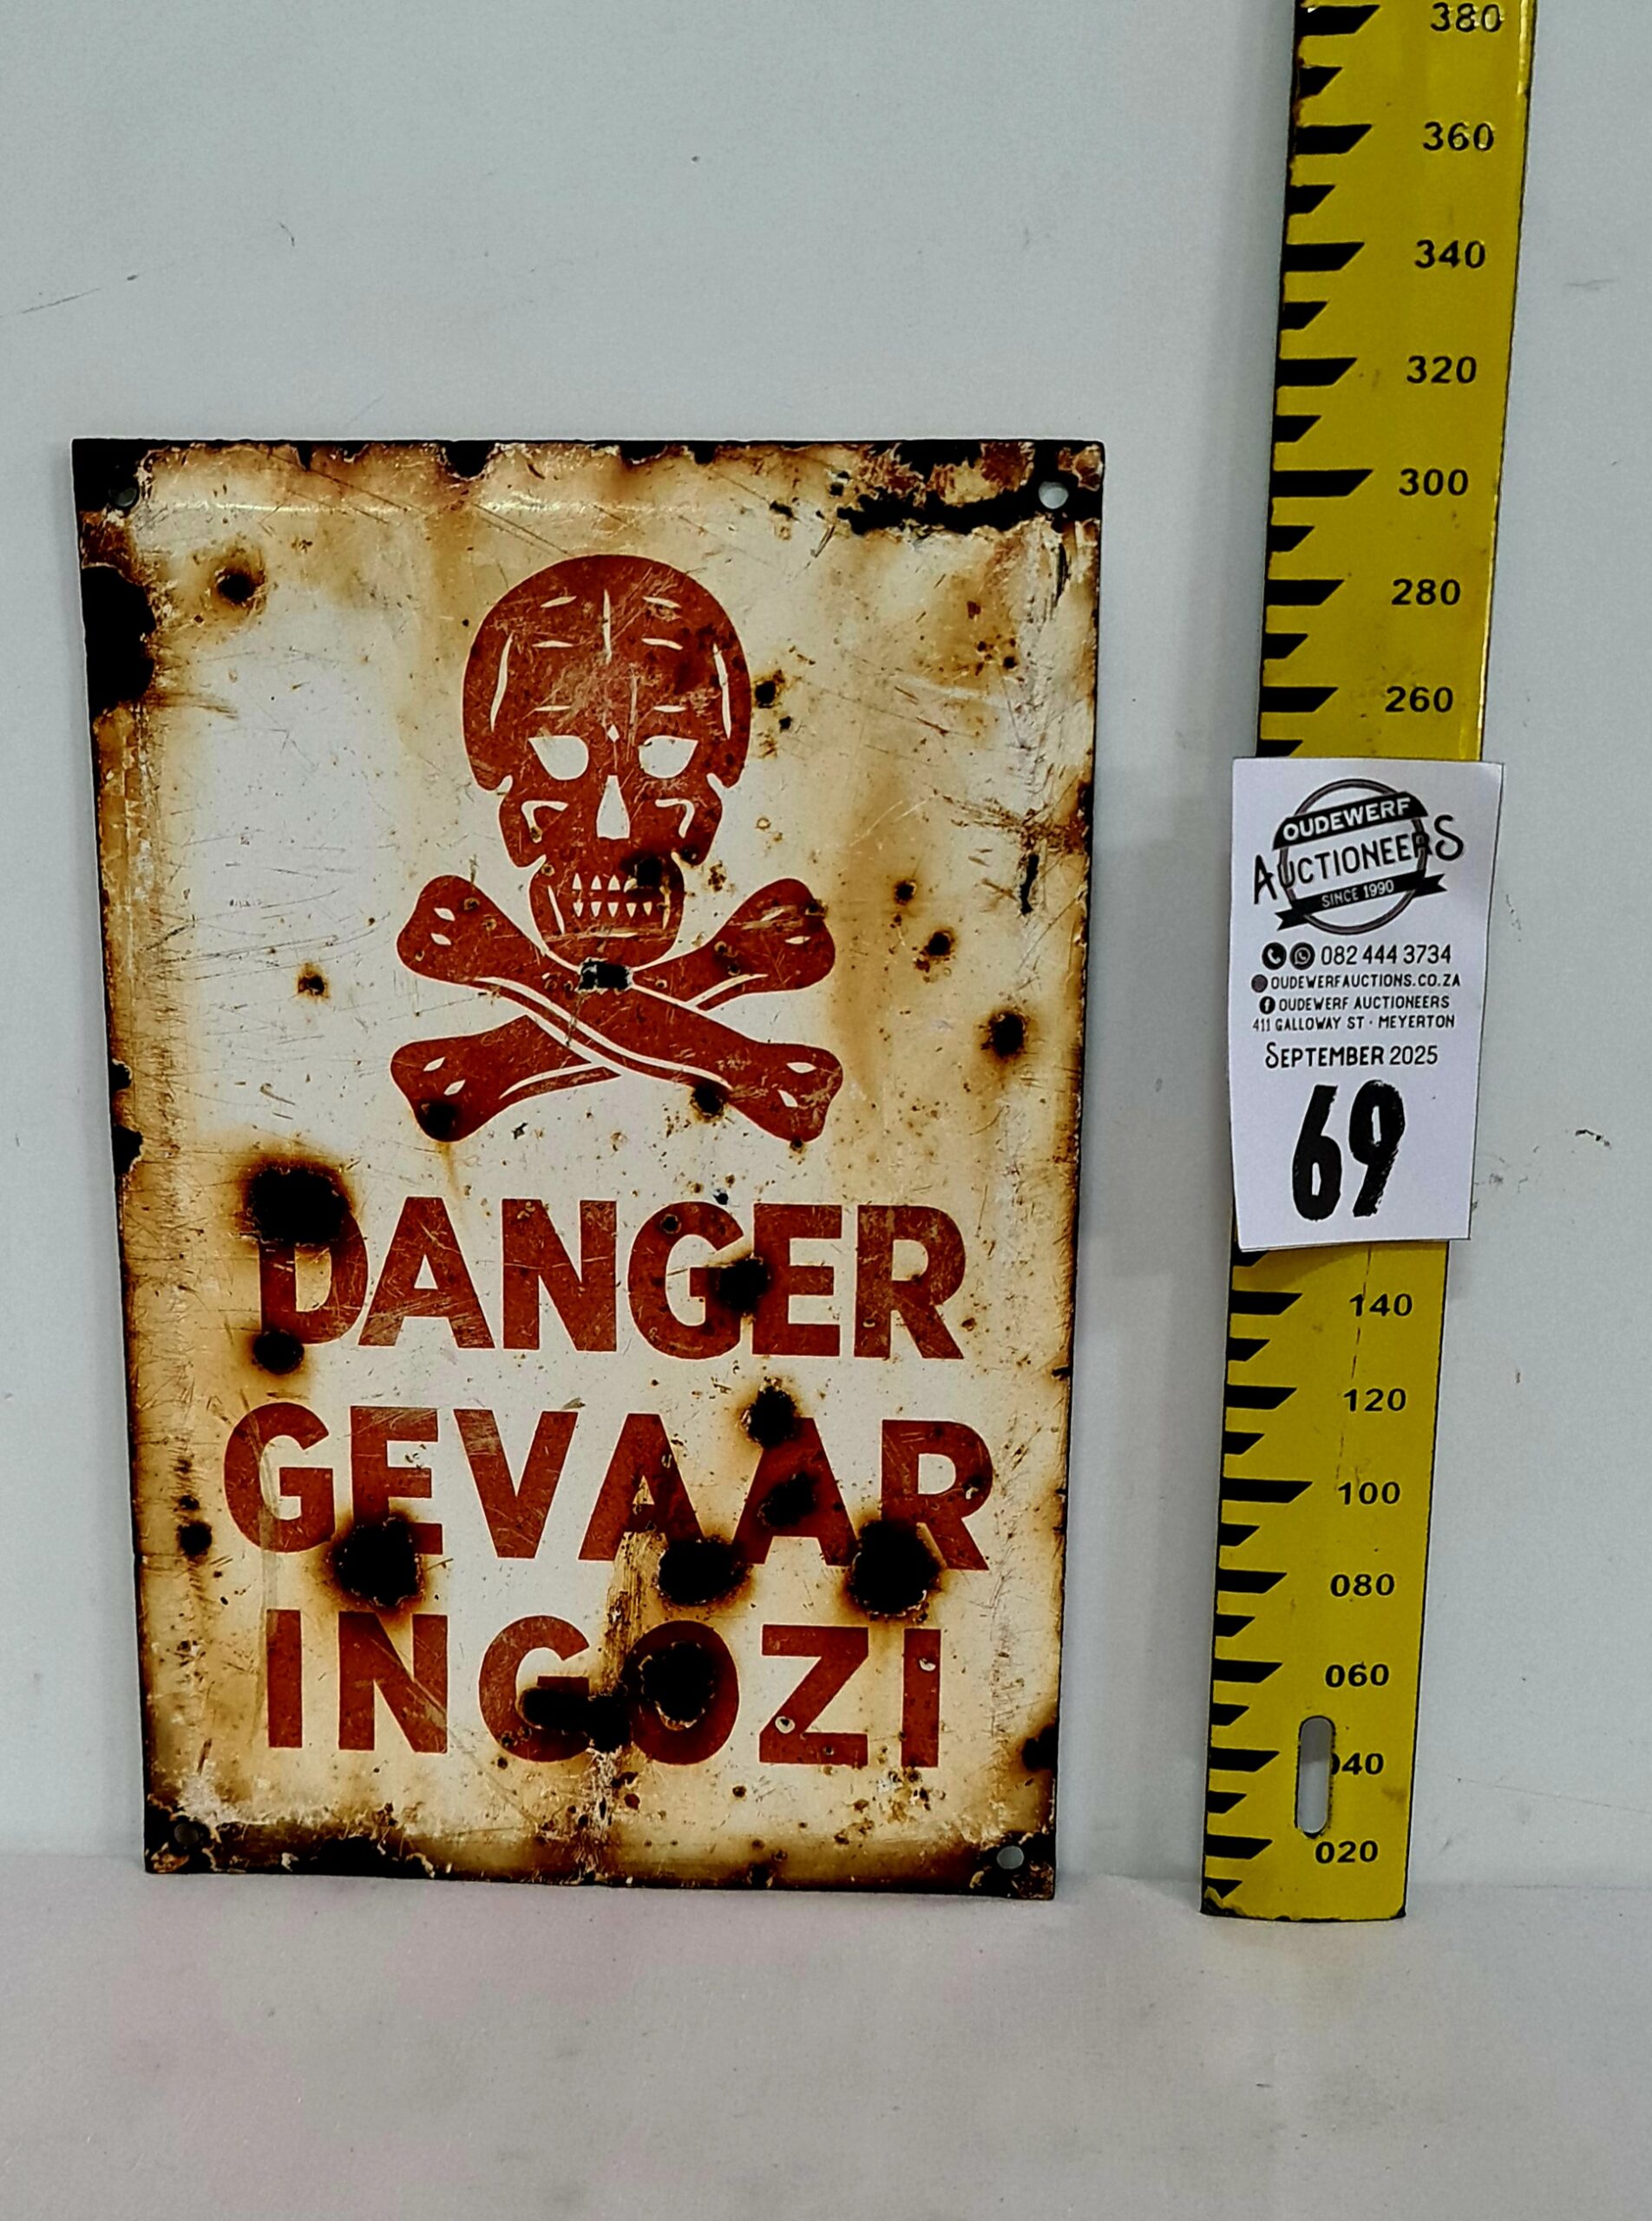 DANGER
GEVAAR
INGOZI
380
360
340
320
300
280
260
OUDEWERF
AUCTIONEERS
SINCE 1990
082 444 3734
OUDEWERFAUCTIONS.CO.ZA
OUDEWERF AUCTIONEERS
411 GALLOWAY ST · MEYERTON
SEPTEMBER 2025
69
140
120
100
080
060
040
020